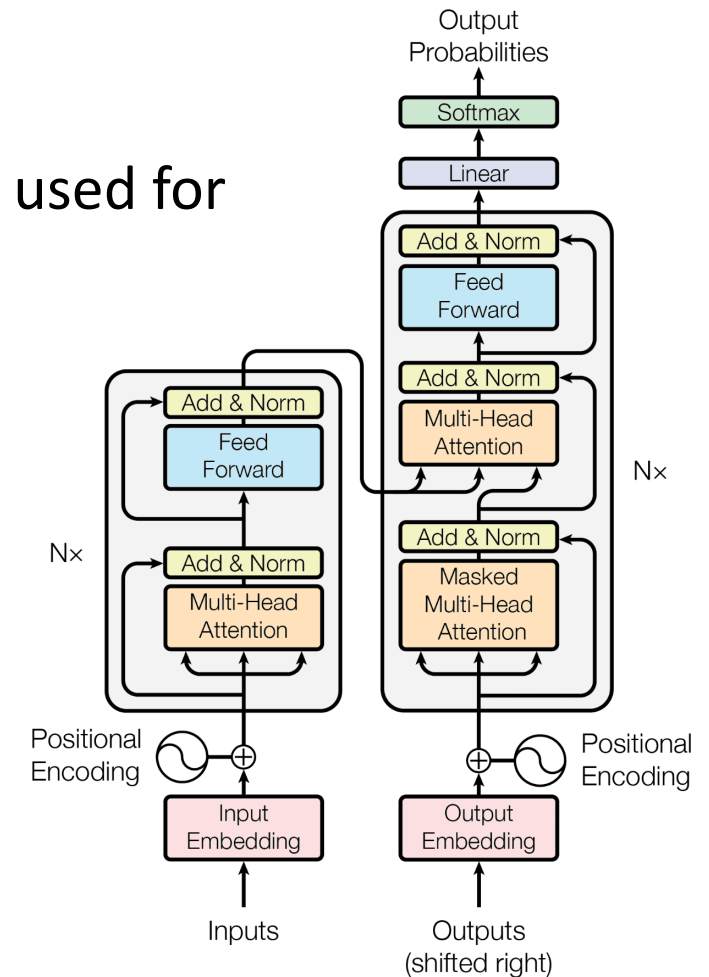 Output
Probabilities
Softmax
used for
Linear
Add & Norm
Feed
Forward
Add & Norm
Multi-Head
Attention
Nx
Add & Norm
Masked
Multi-Head
Attention
Add & Norm
Feed
Forward
Nx
Add & Norm
Multi-Head
Attention
Positional
Encoding
Positional
Encoding
Input
Embedding
Output
Embedding
Inputs
Outputs
(shifted right)